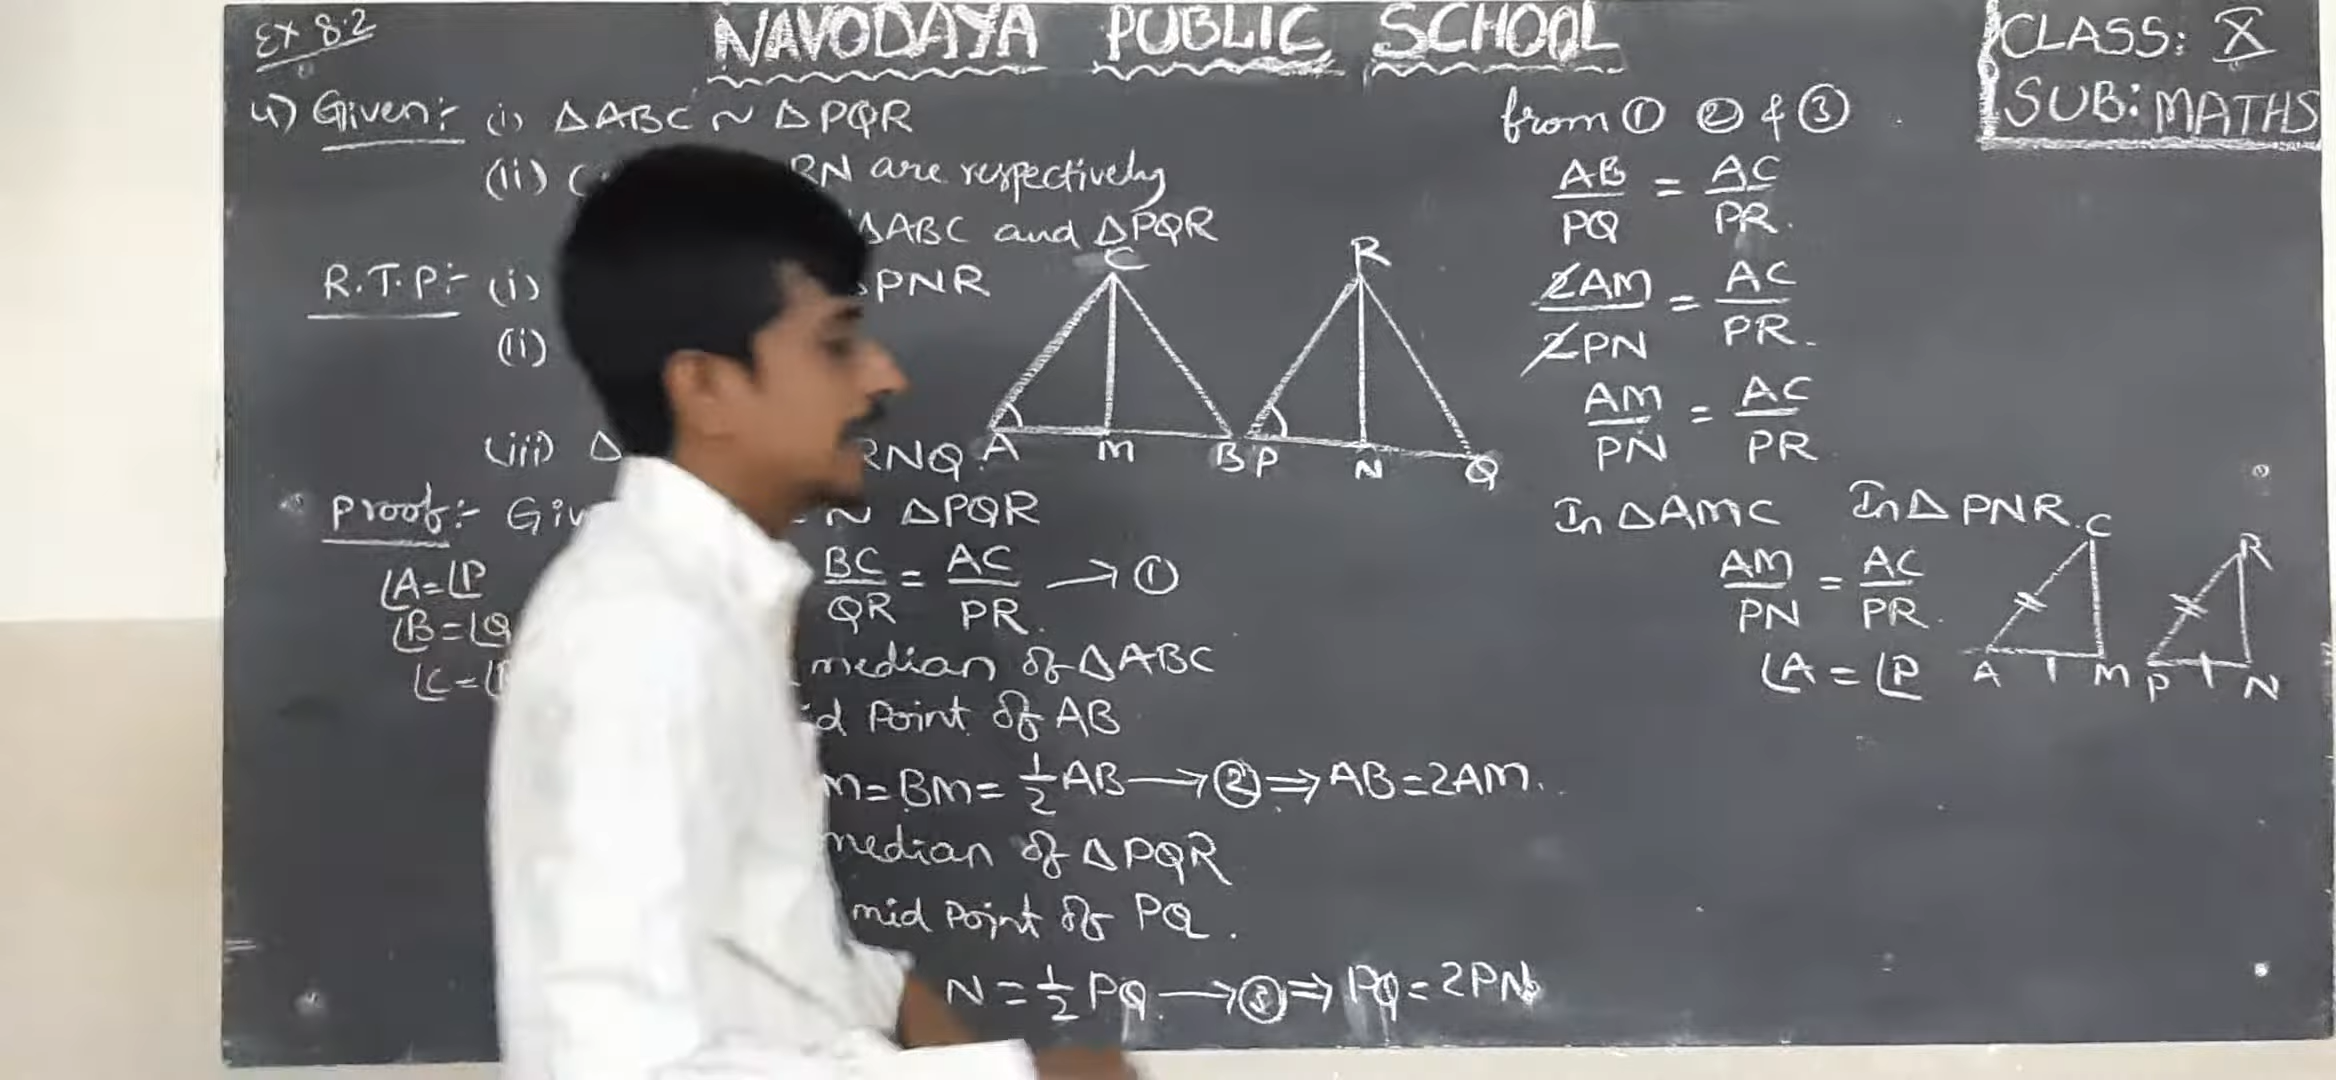 Ex 8.2
NAVODAYA PUBLIC SCHOOL
CLASS: X
SUB: MATHS
4) Given:- (i) ΔABC ~ ΔPQR
(ii) C RN are respectively
ΔABC and ΔPQR
R.T.P:- (i) PNR
(ii)
(iii) Δ RNQ.
C
A M B
R
P N Q
Proof:- Giv ~ ΔPQR
∠A=∠P
∠B=∠Q
∠C=∠
BC/QR = AC/PR. → ①
median of ΔABC
d Point of AB
m=BM= 1/2 AB → ② ⇒ AB=2AM.
median of ΔPQR
mid Point of PQ.
N = 1/2 PQ → ③ ⇒ PQ=2PN
from ① ② & ③
AB/PQ = AC/PR.
2AM/2PN = AC/PR.
AM/PN = AC/PR
In ΔAMC In Δ PNR.
AM/PN = AC/PR.
∠A = ∠P
C
A M
R
P N